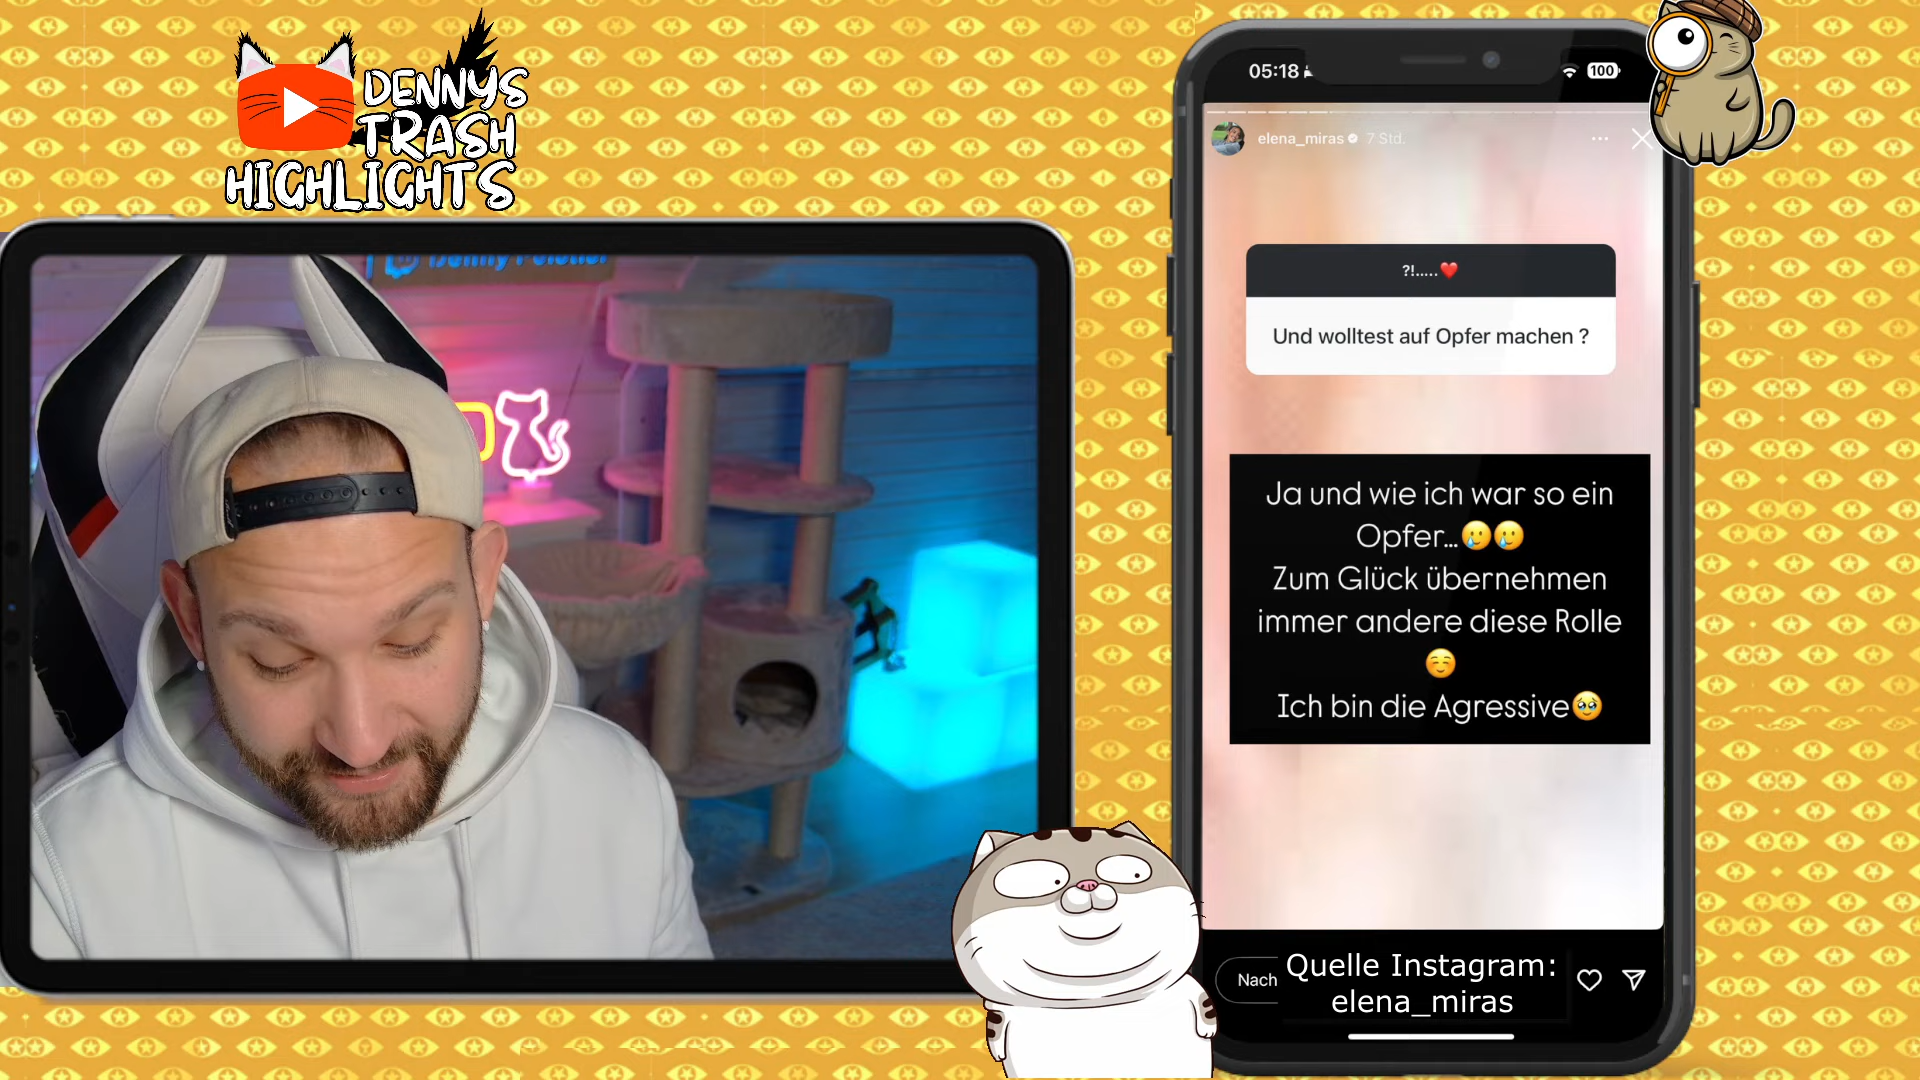 DENNYS
TRASH
HIGHLIGHTS
05:18
100
elena_miras 7 Std.
?!.....❤️
Und wolltest auf Opfer machen ?
Ja und wie ich war so ein
Opfer...🥲🥲
Zum Glück übernehmen
immer andere diese Rolle
☺️
Ich bin die Agressive🥹
Nach
Quelle Instagram:
elena_miras